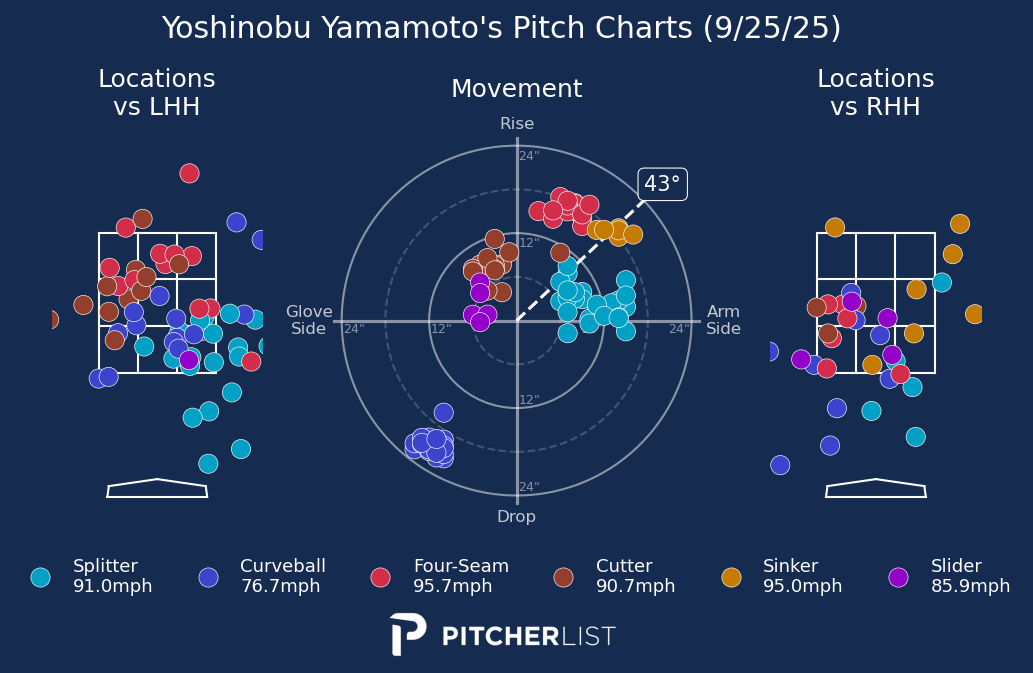 Yoshinobu Yamamoto's Pitch Charts (9/25/25)
Locations
vs LHH
Movement
Locations
vs RHH
Rise
24"
43°
12"
Glove
Side
24"
12"
24"
Arm
Side
12"
24"
Drop
Splitter
91.0mph
Curveball
76.7mph
Four-Seam
95.7mph
Cutter
90.7mph
Sinker
95.0mph
Slider
85.9mph
PITCHERLIST